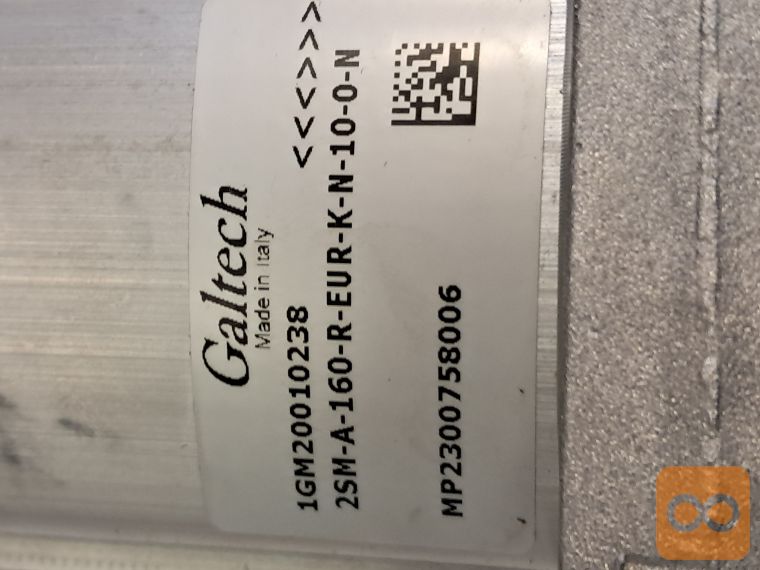 Galtech
Made in Italy
1GM20010238 <<<>>>>
2SM-A-160-R-EUR-K-N-10-0-N
MP2300758006